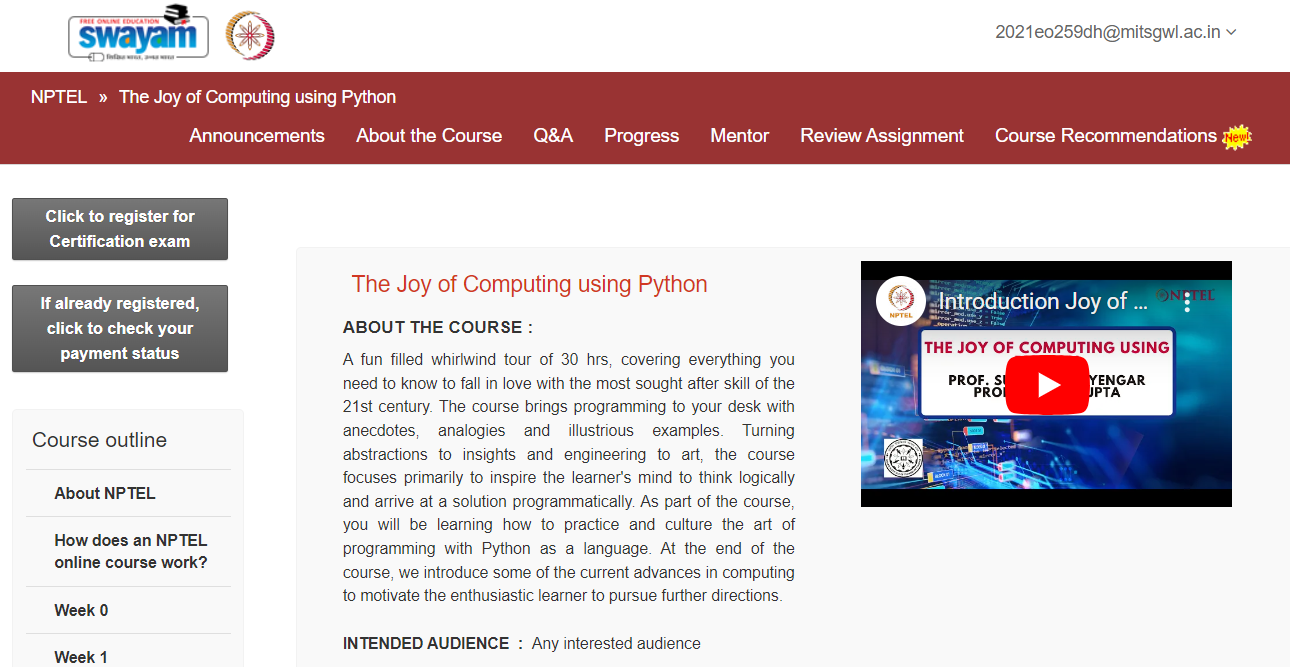 FREE ONLINE EDUCATION
swayam
2021eo259dh@mitsgwl.ac.in
NPTEL » The Joy of Computing using Python
Announcements About the Course Q&A Progress Mentor Review Assignment Course Recommendations New!
Click to register for
Certification exam
If already registered,
click to check your
payment status
Course outline
About NPTEL
How does an NPTEL
online course work?
Week 0
Week 1
The Joy of Computing using Python
ABOUT THE COURSE :
A fun filled whirlwind tour of 30 hrs, covering everything you
need to know to fall in love with the most sought after skill of the
21st century. The course brings programming to your desk with
anecdotes, analogies and illustrious examples. Turning
abstractions to insights and engineering to art, the course
focuses primarily to inspire the learner's mind to think logically
and arrive at a solution programmatically. As part of the course,
you will be learning how to practice and culture the art of
programming with Python as a language. At the end of the
course, we introduce some of the current advances in computing
to motivate the enthusiastic learner to pursue further directions.
INTENDED AUDIENCE : Any interested audience
NPTEL
Introduction Joy of ...
NPTEL
THE JOY OF COMPUTING USING
PROF.